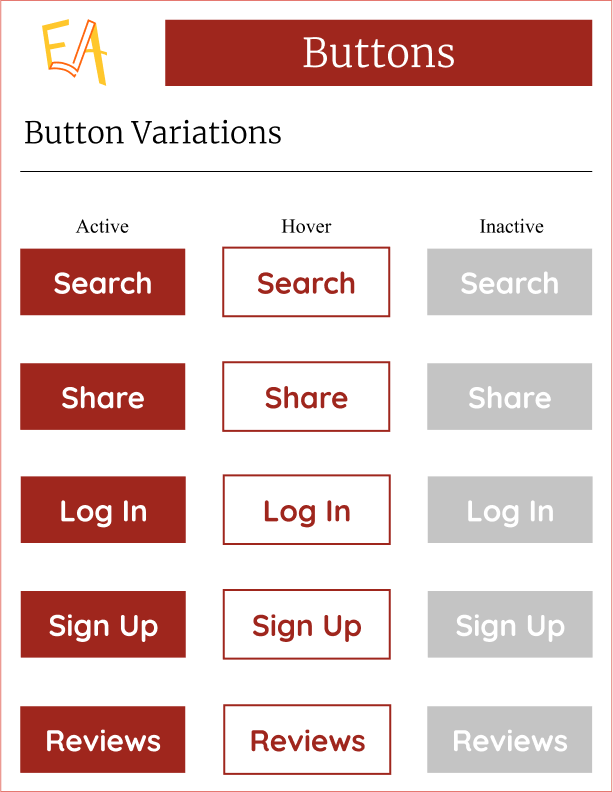 EA
Buttons
Button Variations
Active Hover Inactive
Search Search Search
Share Share Share
Log In Log In Log In
Sign Up Sign Up Sign Up
Reviews Reviews Reviews